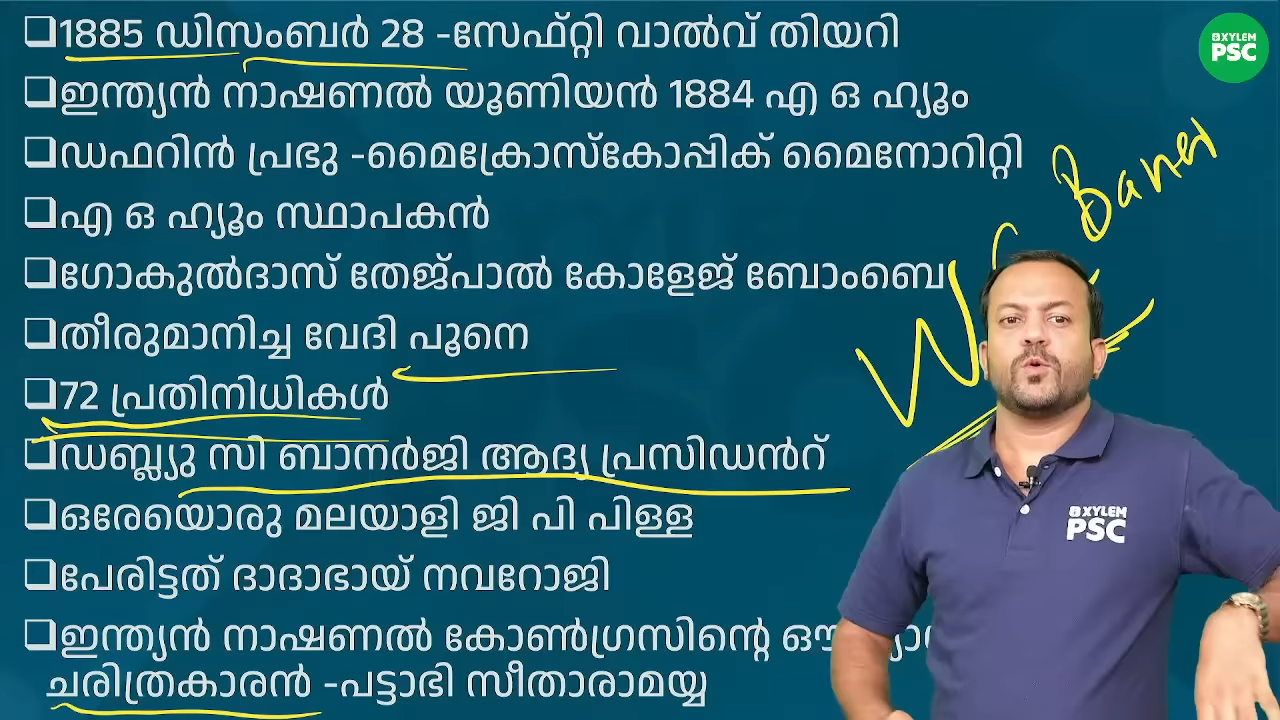 ❑1885 ഡിസംബർ 28 -സേഫ്റ്റി വാൽവ് തിയറി
❑ഇന്ത്യൻ നാഷണൽ യൂണിയൻ 1884 എ ഒ ഹ്യൂം
❑ഡഫറിൻ പ്രഭു -മൈക്രോസ്കോപ്പിക് മൈനോറിറ്റി
❑എ ഒ ഹ്യൂം സ്ഥാപകൻ
❑ഗോകുൽദാസ് തേജ്പാൽ കോളേജ് ബോംബെ
❑തീരുമാനിച്ച വേദി പൂനെ
❑72 പ്രതിനിധികൾ
❑ഡബ്ല്യു സി ബാനർജി ആദ്യ പ്രസിഡൻറ്
❑ഒരേയൊരു മലയാളി ജി പി പിള്ള
❑പേരിട്ടത് ദാദാഭായ് നവറോജി
❑ഇന്ത്യൻ നാഷണൽ കോൺഗ്രസിന്റെ
ചരിത്രകാരൻ -പട്ടാഭി സീതാരാമയ്യ
W C Baner
XYLEM
PSC
XYLEM
PSC